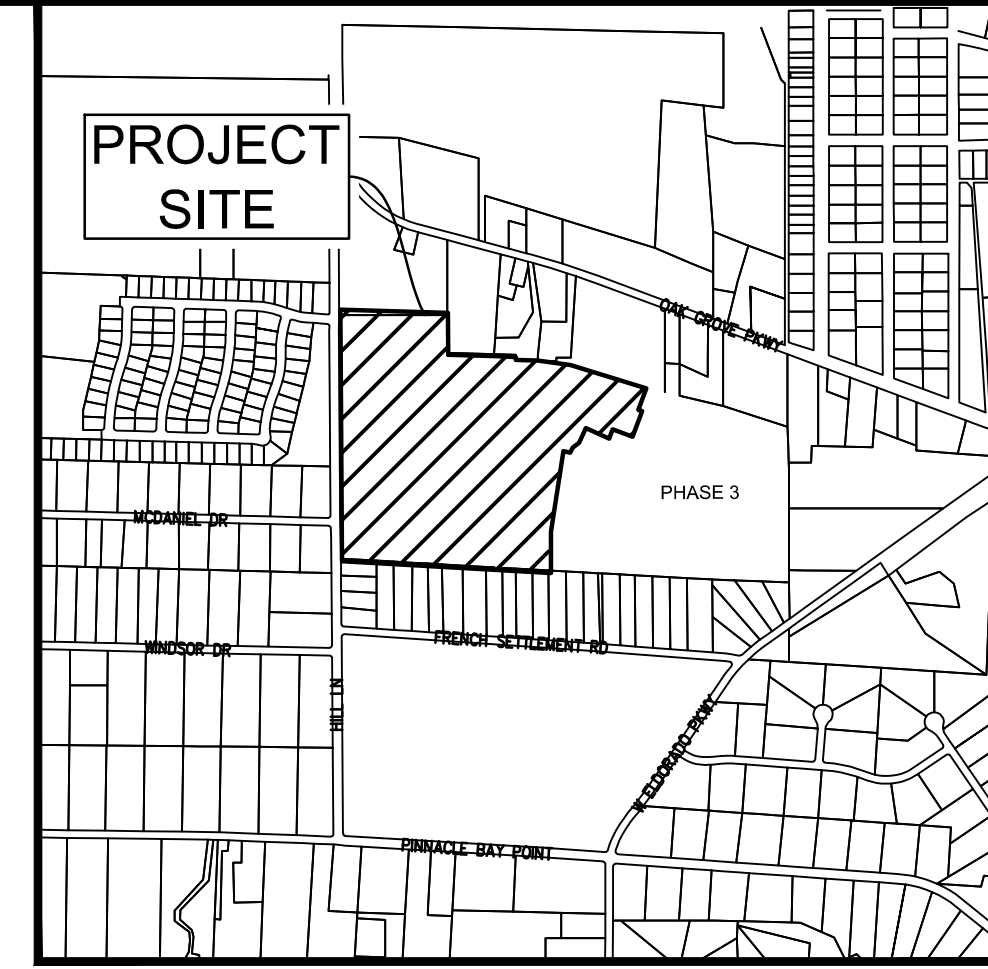 PROJECT
SITE
OAK GROVE PKWY
PHASE 3
MCDANIEL DR
FRENCH SETTLEMENT RD
WINDSOR DR
HILL LN
W ELDORADO PKWY
PINNACLE BAY POINT